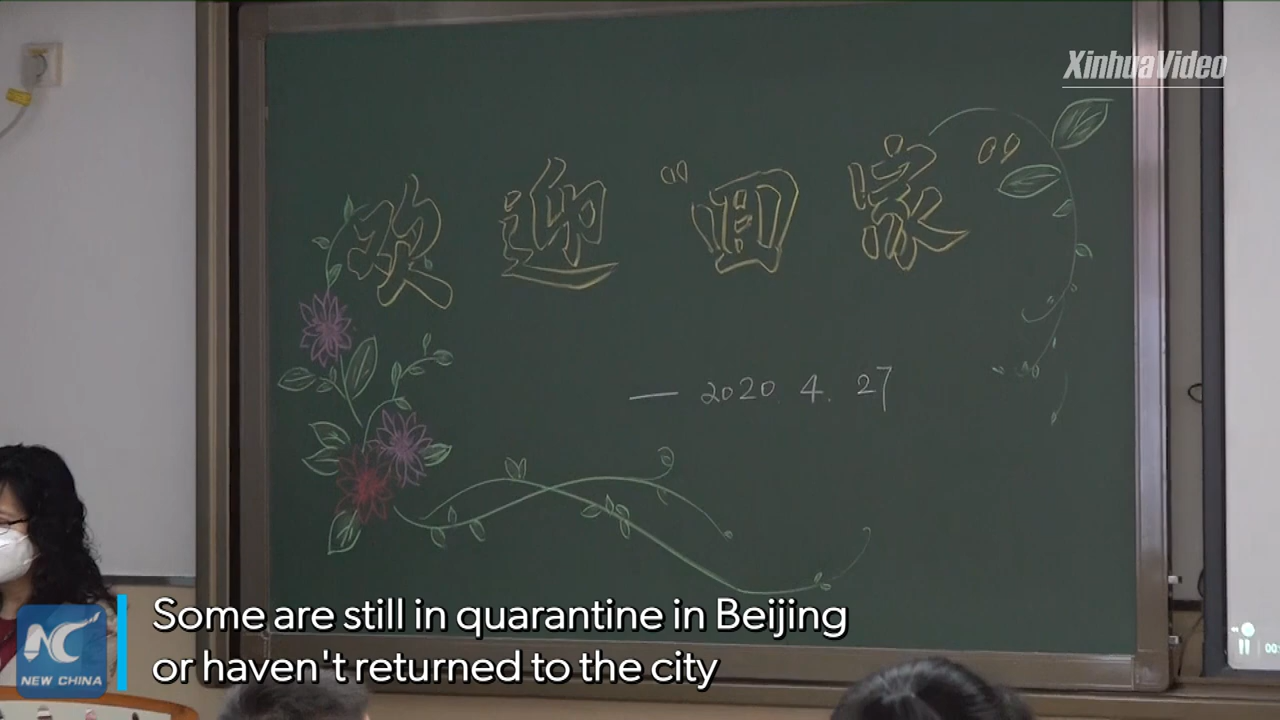 XinhuaVideo
欢迎“回家”
— 2020. 4. 27
Some are still in quarantine in Beijing
or haven't returned to the city
NC
NEW CHINA